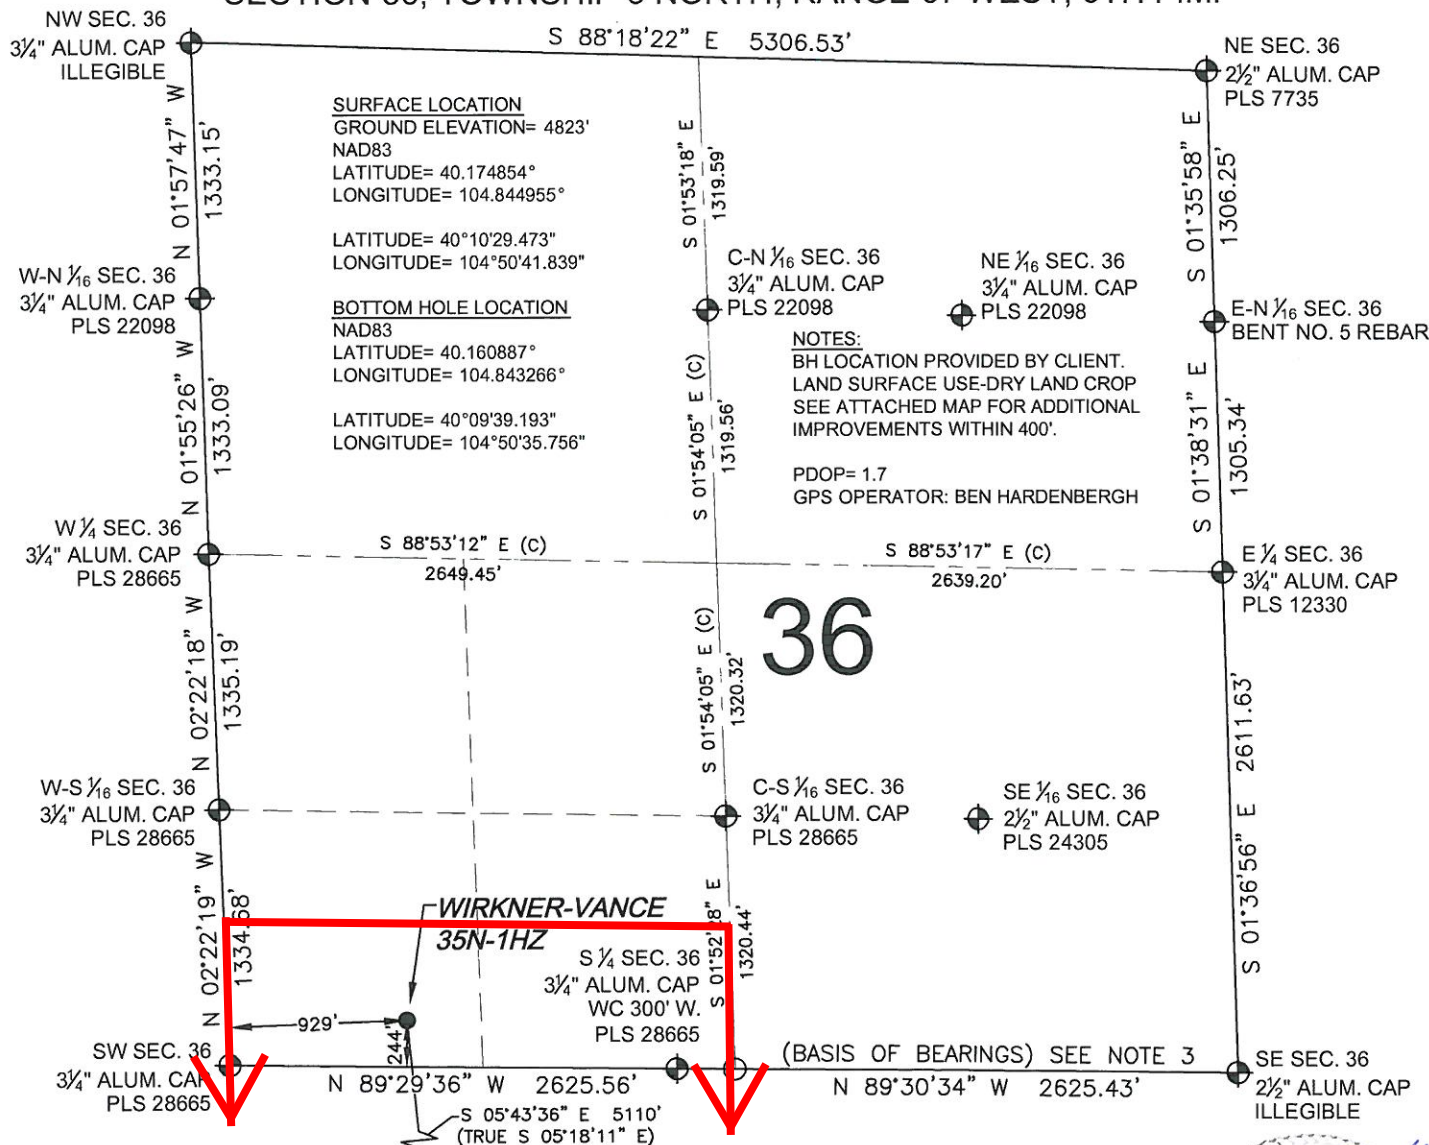 NW SEC. 36
3¼" ALUM. CAP
ILLEGIBLE
S 88°18'22" E 5306.53'
NE SEC. 36
2½" ALUM. CAP
PLS 7735
N 01°57'47" W
1333.15'
SURFACE LOCATION
GROUND ELEVATION= 4823'
NAD83
LATITUDE= 40.174854°
LONGITUDE= 104.844955°
LATITUDE= 40°10'29.473"
LONGITUDE= 104°50'41.839"
BOTTOM HOLE LOCATION
NAD83
LATITUDE= 40.160887°
LONGITUDE= 104.843266°
LATITUDE= 40°09'39.193"
LONGITUDE= 104°50'35.756"
S 01°53'18" E
1319.59'
S 01°35'58" E
1306.25'
W-N 1/16 SEC. 36
3¼" ALUM. CAP
PLS 22098
C-N 1/16 SEC. 36
3¼" ALUM. CAP
PLS 22098
NE 1/16 SEC. 36
3¼" ALUM. CAP
PLS 22098
E-N 1/16 SEC. 36
BENT NO. 5 REBAR
NOTES:
BH LOCATION PROVIDED BY CLIENT.
LAND SURFACE USE-DRY LAND CROP
SEE ATTACHED MAP FOR ADDITIONAL
IMPROVEMENTS WITHIN 400'.
PDOP= 1.7
GPS OPERATOR: BEN HARDENBERGH
N 01°55'26" W
1333.09'
S 01°54'05" E (C)
1319.56'
S 01°38'31" E
1305.34'
W ¼ SEC. 36
3¼" ALUM. CAP
PLS 28665
S 88°53'12" E (C)
2649.45'
S 88°53'17" E (C)
2639.20'
E ¼ SEC. 36
3¼" ALUM. CAP
PLS 12330
36
N 02°22'18" W
1335.19'
S 01°54'05" E (C)
1320.32'
S 01°36'56" E 2611.63'
W-S 1/16 SEC. 36
3¼" ALUM. CAP
PLS 28665
C-S 1/16 SEC. 36
3¼" ALUM. CAP
PLS 28665
SE 1/16 SEC. 36
2½" ALUM. CAP
PLS 24305
N 02°22'19" W
1334.68'
WIRKNER-VANCE
35N-1HZ
S 01°52'28" E
1320.44'
S ¼ SEC. 36
3¼" ALUM. CAP
WC 300' W.
PLS 28665
929'
244'
SW SEC. 36
3¼" ALUM. CAP
PLS 28665
N 89°29'36" W 2625.56'
(BASIS OF BEARINGS) SEE NOTE 3
N 89°30'34" W 2625.43'
SE SEC. 36
2½" ALUM. CAP
ILLEGIBLE
S 05°43'36" E 5110'
(TRUE S 05°18'11" E)